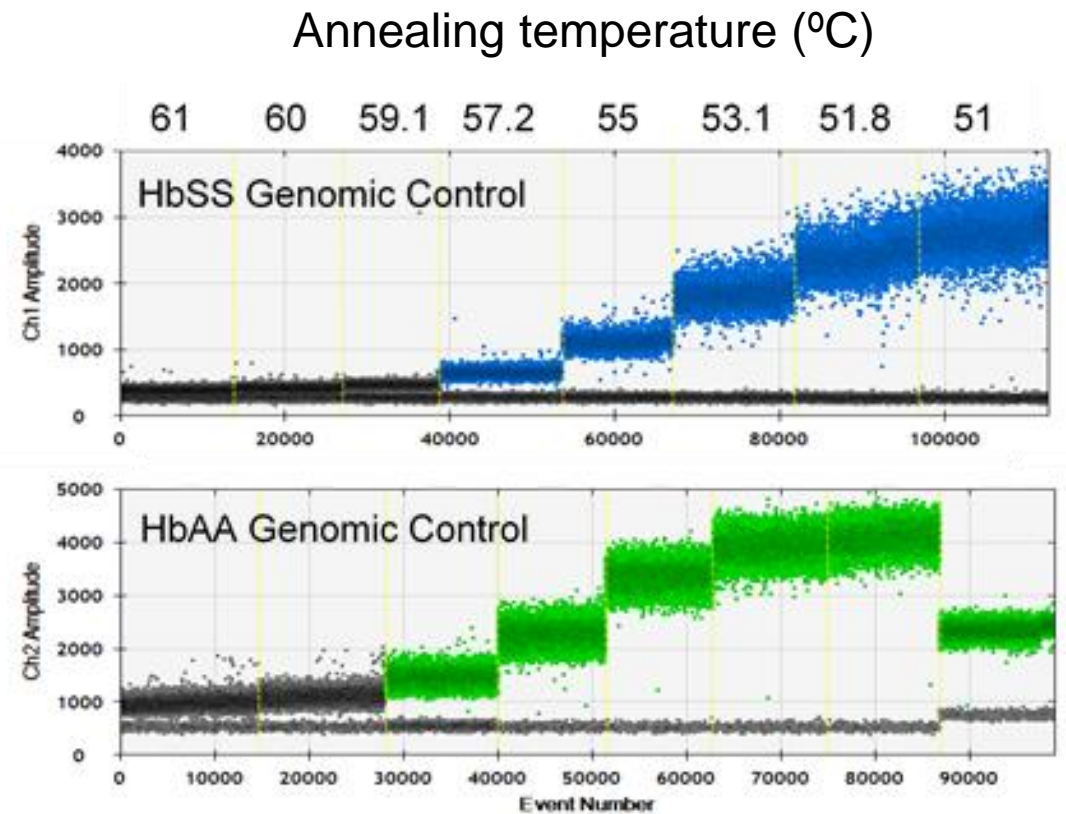 Annealing temperature (ºC)
61 60 59.1 57.2 55 53.1 51.8 51
HbSS Genomic Control
Ch1 Amplitude
4000
3000
2000
1000
0
0 20000 40000 60000 80000 100000
HbAA Genomic Control
Ch2 Amplitude
5000
4000
3000
2000
1000
0
0 10000 20000 30000 40000 50000 60000 70000 80000 90000
Event Number